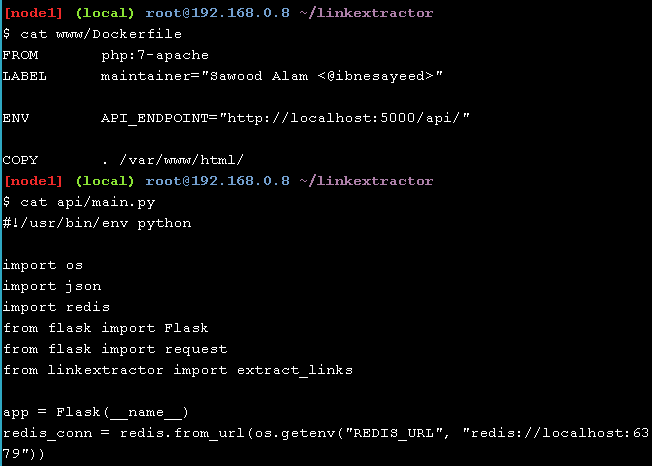 [node1] (local) root@192.168.0.8 ~/linkextractor
$ cat www/Dockerfile
FROM       php:7-apache
LABEL      maintainer="Sawood Alam <@ibnesayeed>"
ENV        API_ENDPOINT="http://localhost:5000/api/"
COPY       . /var/www/html/
[node1] (local) root@192.168.0.8 ~/linkextractor
$ cat api/main.py
#!/usr/bin/env python
import os
import json
import redis
from flask import Flask
from flask import request
from linkextractor import extract_links
app = Flask(__name__)
redis_conn = redis.from_url(os.getenv("REDIS_URL", "redis://localhost:63
79"))